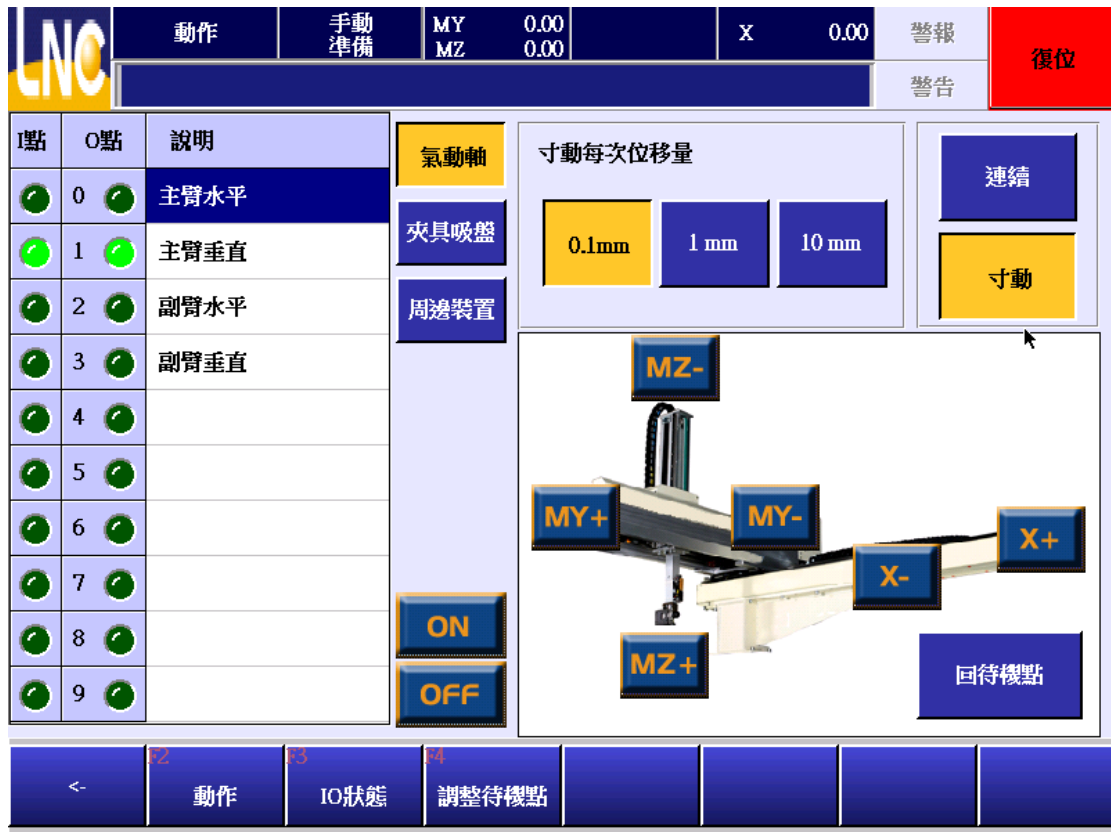 LNC
動作
手動
準備
MY 0.00
MZ 0.00
X 0.00
警報
警告
復位
I點 O點 說明
0 主臂水平
1 主臂垂直
2 副臂水平
3 副臂垂直
4
5
6
7
8
9
氣動軸
夾具吸盤
周邊裝置
ON
OFF
寸動每次位移量
0.1mm
1 mm
10 mm
連續
寸動
MZ-
MY+
MY-
X+
X-
MZ+
回待機點
<-
F2
動作
F3
IO狀態
F4
調整待機點